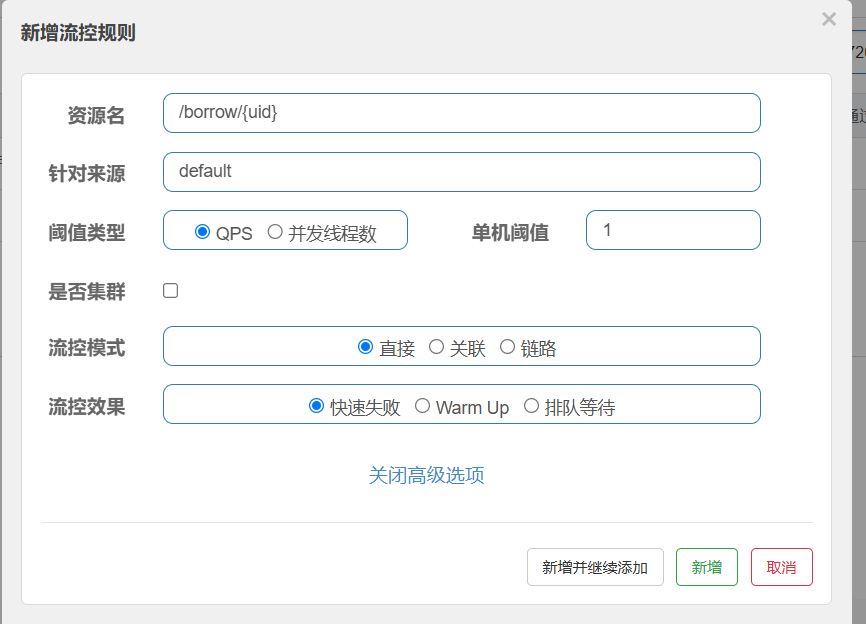 新增流控规则
×
资源名 /borrow/{uid}
针对来源 default
阈值类型 QPS 并发线程数 单机阈值 1
是否集群
流控模式 直接 关联 链路
流控效果 快速失败 Warm Up 排队等待
关闭高级选项
新增并继续添加 新增 取消